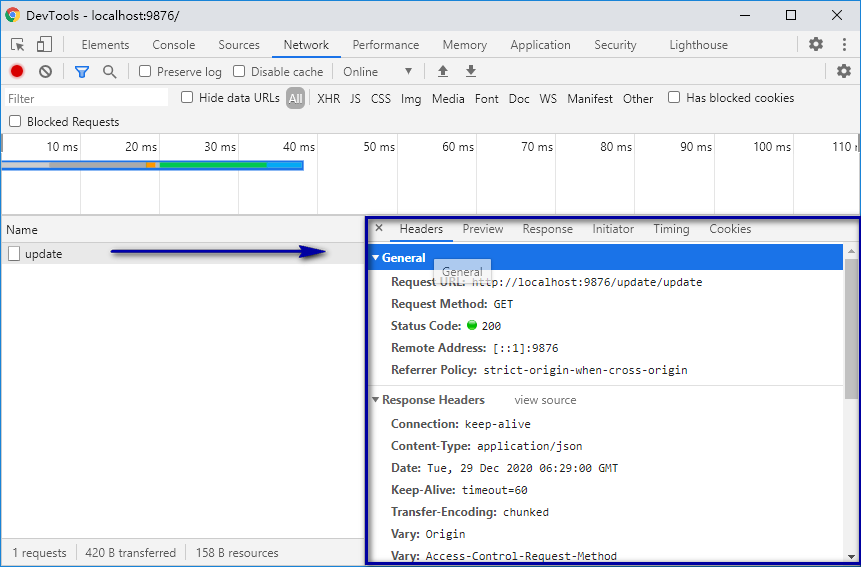 DevTools - localhost:9876/
Elements Console Sources Network Performance Memory Application Security Lighthouse
Preserve log Disable cache Online
Filter Hide data URLs All XHR JS CSS Img Media Font Doc WS Manifest Other Has blocked cookies
Blocked Requests
10 ms 20 ms 30 ms 40 ms 50 ms 60 ms 70 ms 80 ms 90 ms 100 ms 110
Name
update
Headers Preview Response Initiator Timing Cookies
General
General
Request URL: http://localhost:9876/update/update
Request Method: GET
Status Code: 200
Remote Address: [::1]:9876
Referrer Policy: strict-origin-when-cross-origin
Response Headers view source
Connection: keep-alive
Content-Type: application/json
Date: Tue, 29 Dec 2020 06:29:00 GMT
Keep-Alive: timeout=60
Transfer-Encoding: chunked
Vary: Origin
Vary: Access-Control-Request-Method
1 requests 420 B transferred 158 B resources